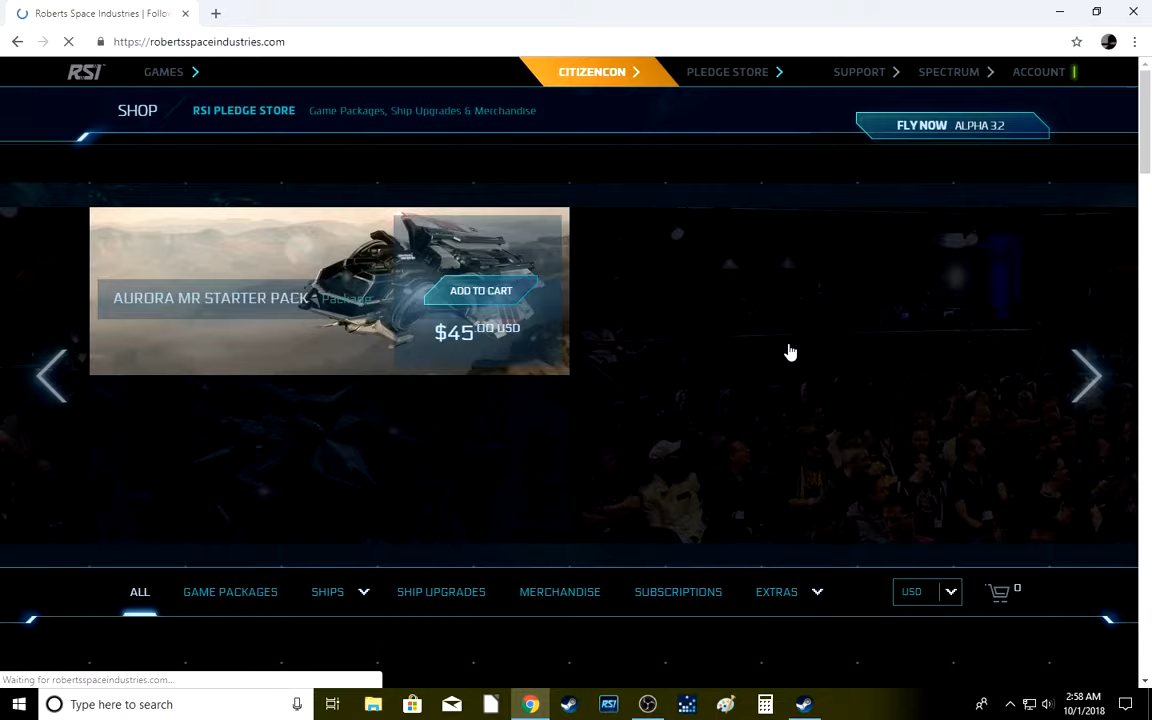 Roberts Space Industries | Follo
https://robertsspaceindustries.com
RSI GAMES CITIZENCON PLEDGE STORE SUPPORT SPECTRUM ACCOUNT
SHOP RSI PLEDGE STORE Game Packages, Ship Upgrades & Merchandise
FLY NOW ALPHA 3.2
AURORA MR STARTER PACK - Package
ADD TO CART
$45.00 USD
ALL GAME PACKAGES SHIPS SHIP UPGRADES MERCHANDISE SUBSCRIPTIONS EXTRAS USD 0
Waiting for robertsspaceindustries.com...
Type here to search
RSI
2:58 AM
10/1/2018